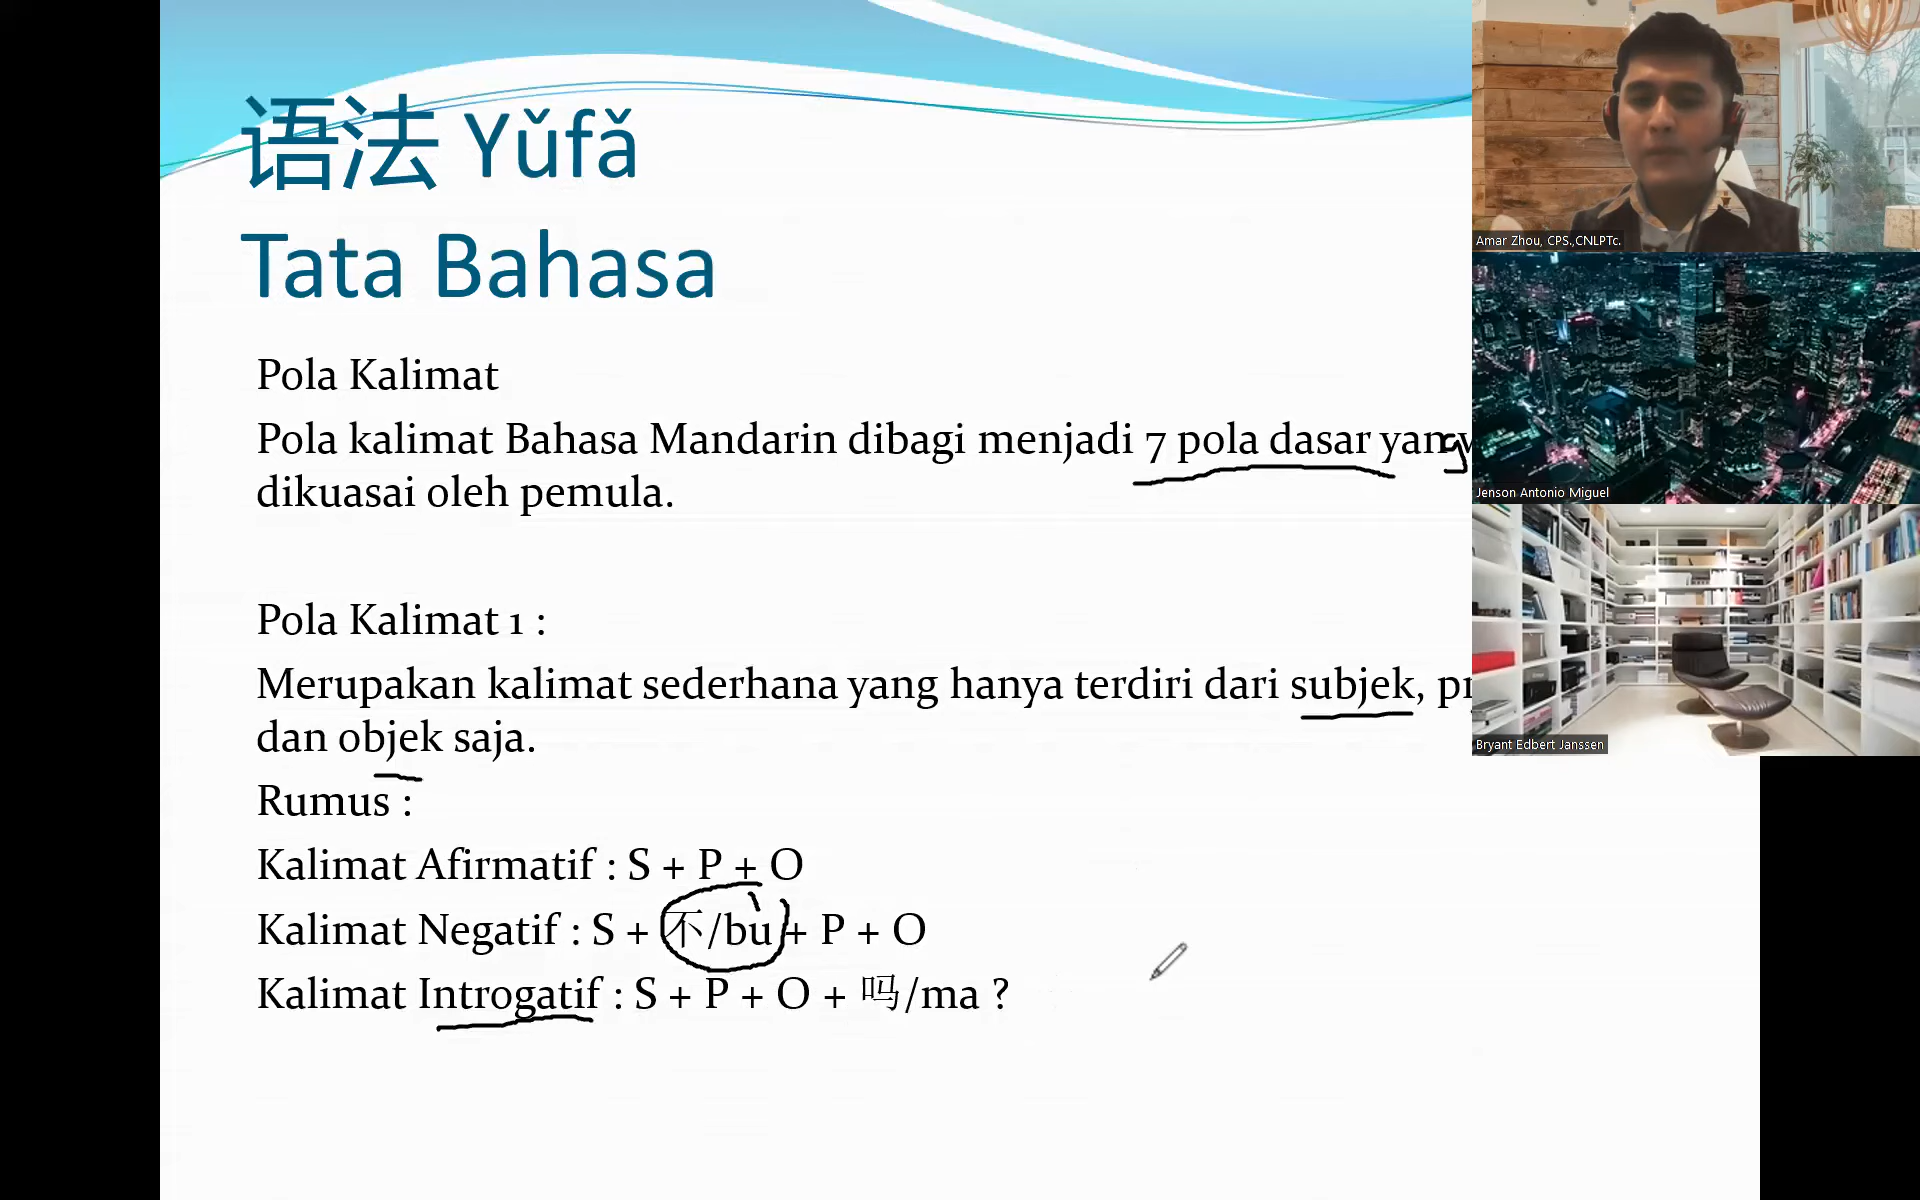 语法 Yǔfǎ
Tata Bahasa
Pola Kalimat
Pola kalimat Bahasa Mandarin dibagi menjadi 7 pola dasar yang
dikuasai oleh pemula.
Pola Kalimat 1 :
Merupakan kalimat sederhana yang hanya terdiri dari subjek,
dan objek saja.
Rumus :
Kalimat Afirmatif : S + P + O
Kalimat Negatif : S + 不/bu + P + O
Kalimat Introgatif : S + P + O + 吗/ma ?
Amar Zhou, CPS.,CNLPTc.
Jenson Antonio Miguel
Bryant Edbert Janssen